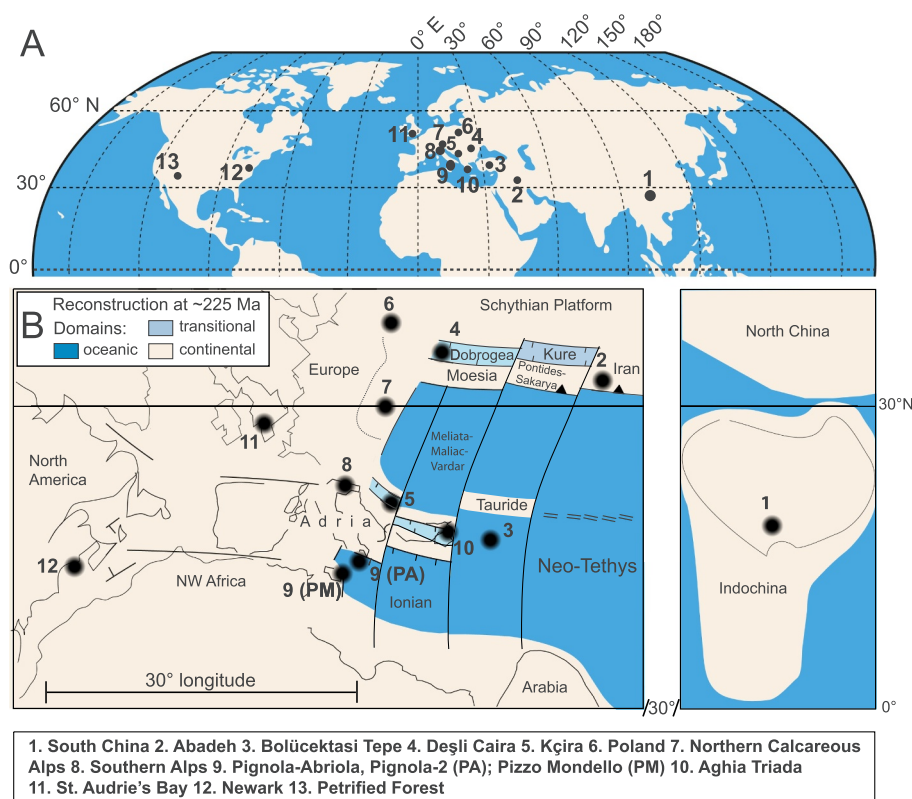 A
0° E 30° 60° 90° 120° 150° 180°
60° N
30°
0°
11 7 6 5 4
8 9 10 3 2
13 12 1
B
Reconstruction at ~225 Ma
Domains:
transitional
oceanic
continental
6
Schythian Platform
4
Dobrogea
Kure
2
Iran
Europe
Moesia
Pontides-
Sakarya
7
11
Meliata-
Maliac-
Vardar
North
America
8
5
Tauride
Adria
10
3
12
9 (PA)
9 (PM)
NW Africa
Ionian
Neo-Tethys
30° longitude
Arabia
North China
30°N
1
Indochina
/30°/
0°
1. South China 2. Abadeh 3. Bolücektasi Tepe 4. Deşli Caira 5. Kçira 6. Poland 7. Northern Calcareous
Alps 8. Southern Alps 9. Pignola-Abriola, Pignola-2 (PA); Pizzo Mondello (PM) 10. Aghia Triada
11. St. Audrie's Bay 12. Newark 13. Petrified Forest